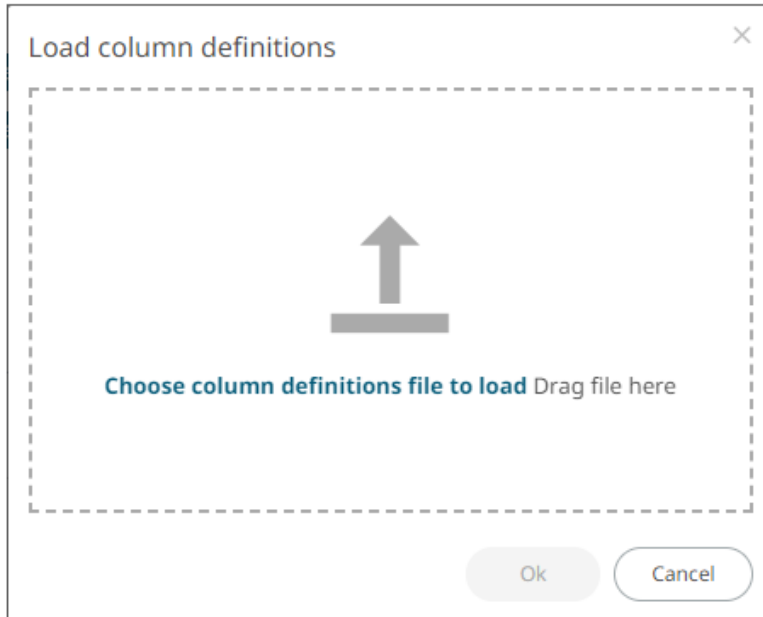 Load column definitions
Choose column definitions file to load Drag file here
Ok
Cancel